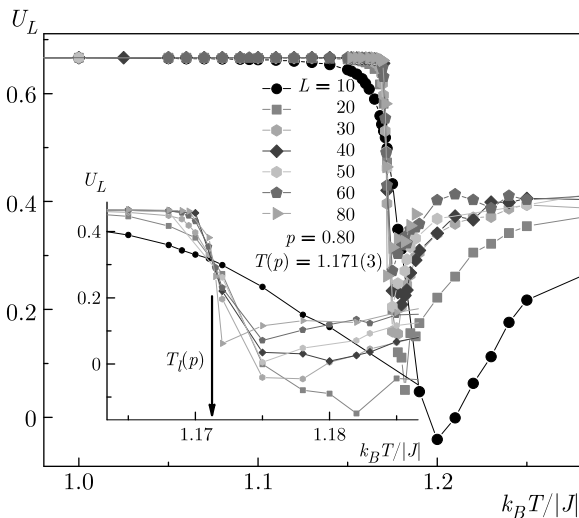 U_L
0.6
0.4
0.2
0
L = 10
20
30
40
50
60
80
p = 0.80
T(p) = 1.171(3)
U_L
0.4
0.2
0
T_l(p)
1.17
1.18
k_BT/|J|
1.0
1.1
1.2
k_BT/|J|